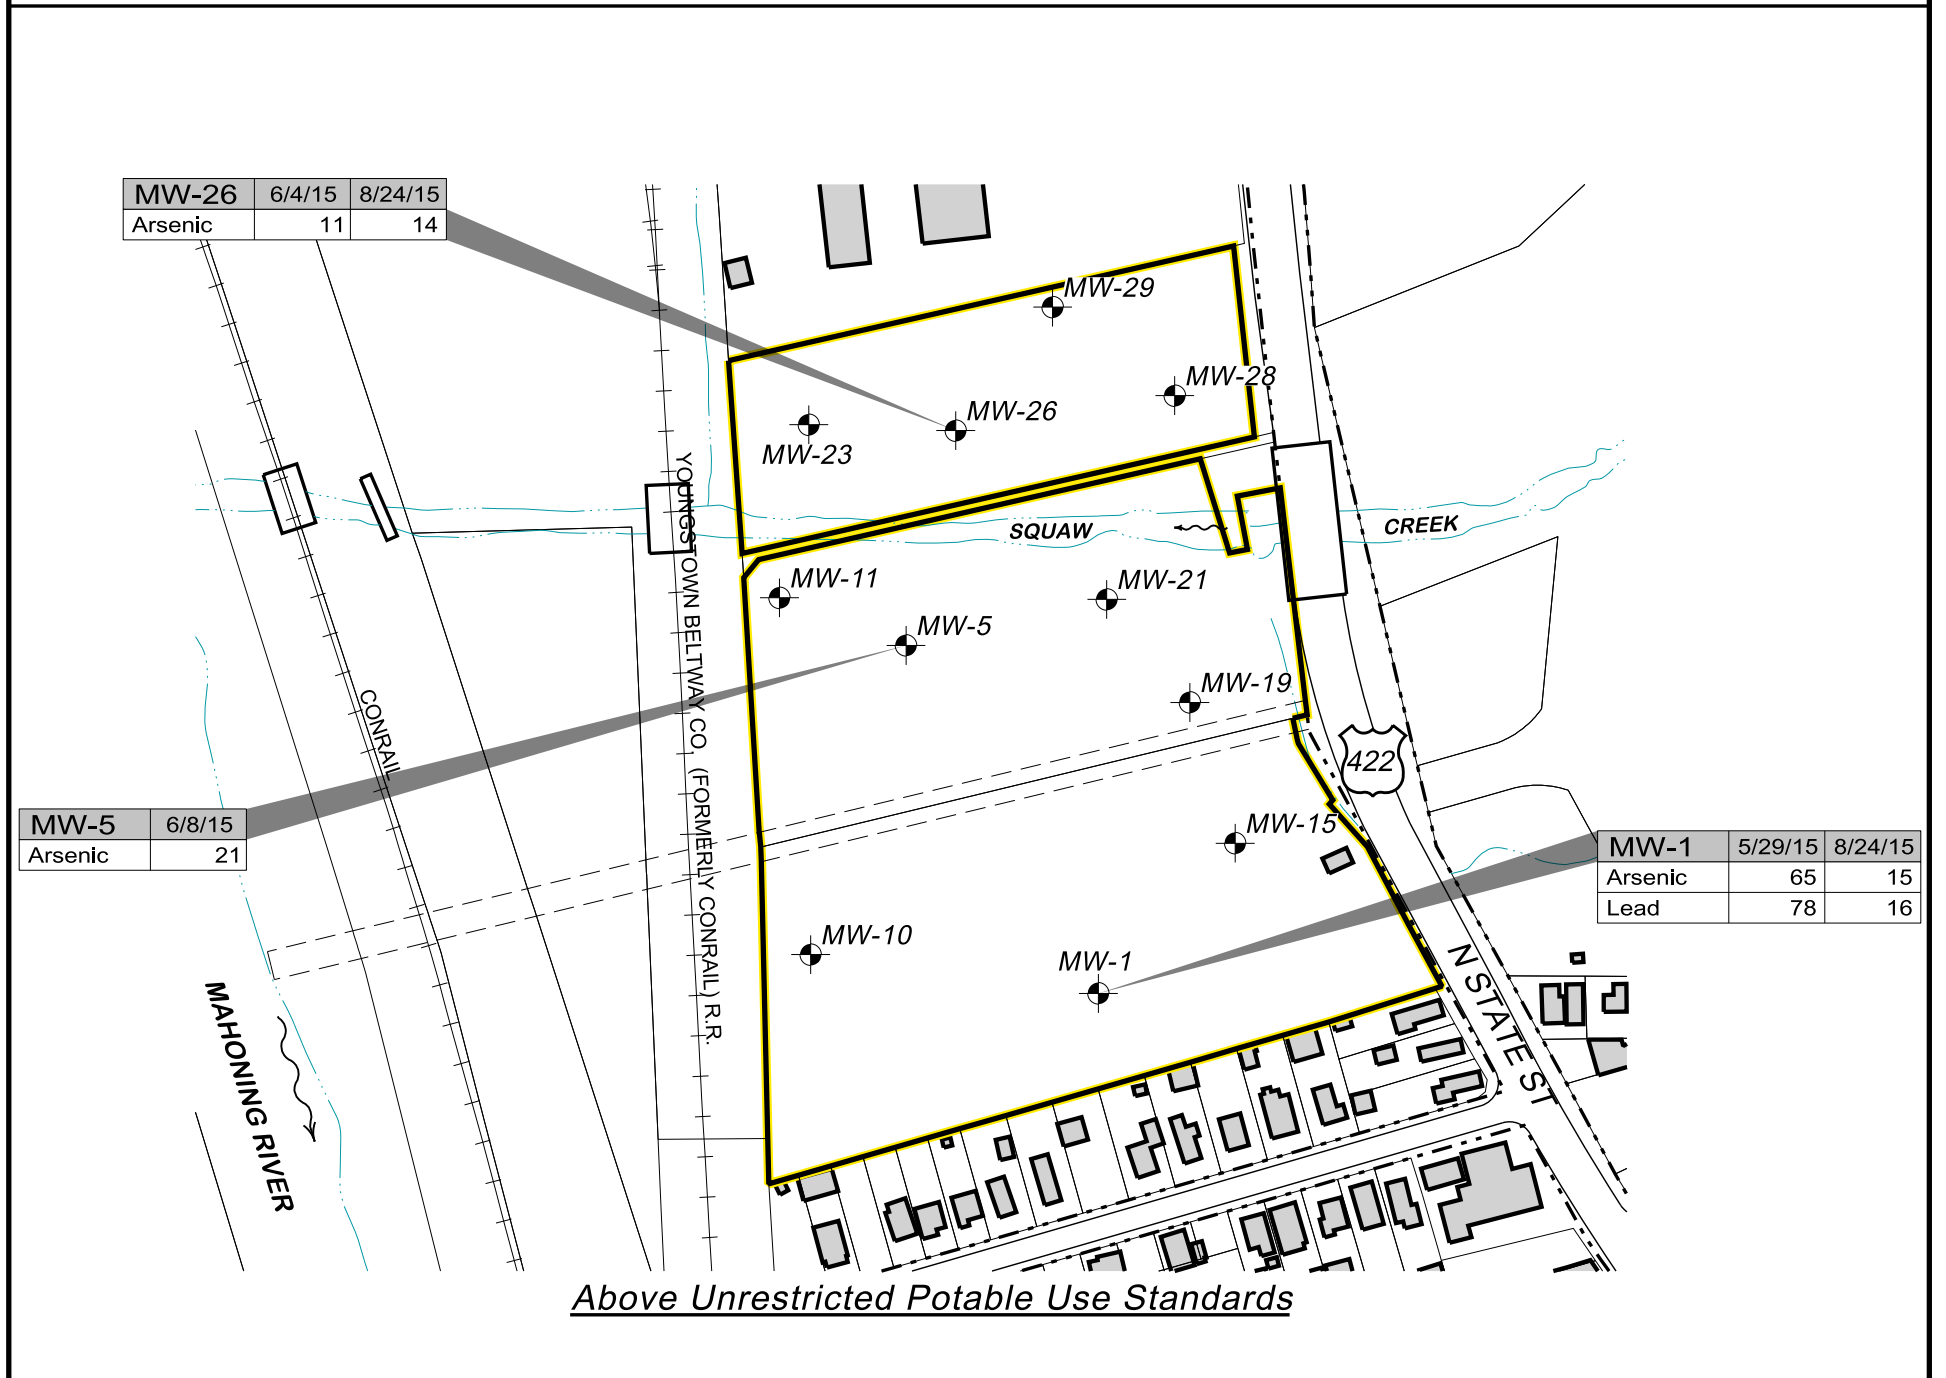 MW-26 6/4/15 8/24/15
Arsenic 11 14
MW-29
MW-28
MW-26
MW-23
SQUAW
CREEK
MW-11
MW-21
MW-5
MW-19
YOUNGSTOWN BELTWAY CO. (FORMERLY CONRAIL) R.R.
CONRAIL
422
MW-5 6/8/15
Arsenic 21
MW-15
MW-1 5/29/15 8/24/15
Arsenic 65 15
Lead 78 16
MW-10
MW-1
N STATE ST
MAHONING RIVER
Above Unrestricted Potable Use Standards